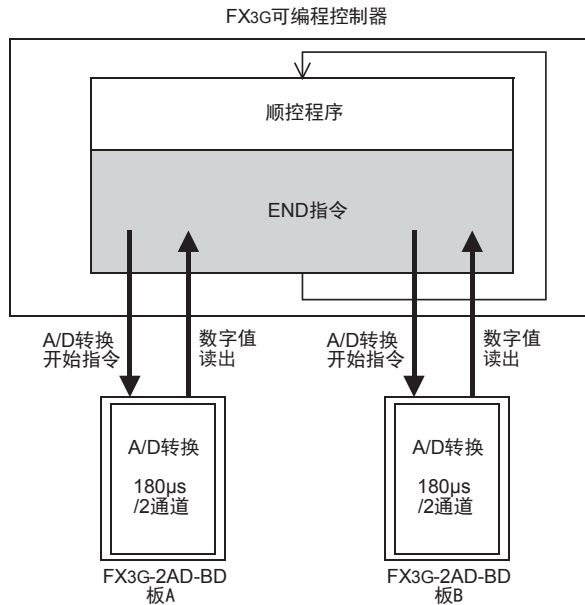 FX3G可编程控制器
顺控程序
END指令
A/D转换
开始指令
数字值
读出
A/D转换
开始指令
数字值
读出
A/D转换
180μs
/2通道
A/D转换
180μs
/2通道
FX3G-2AD-BD
板A
FX3G-2AD-BD
板B